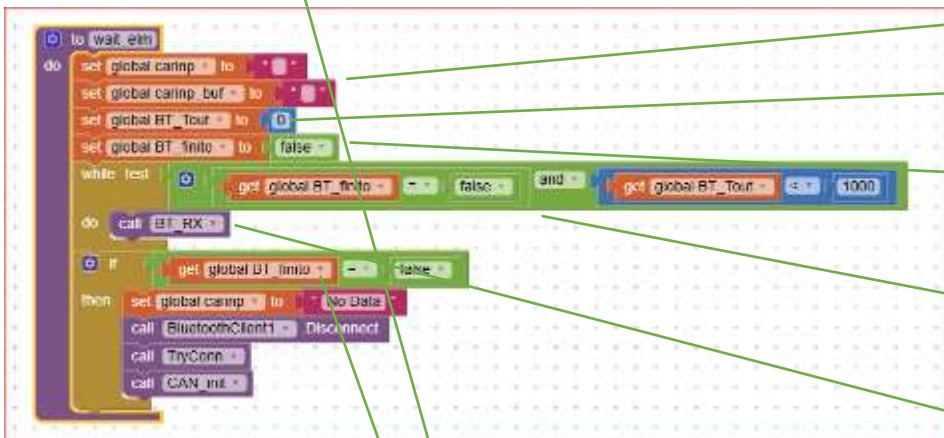 to wait_elm
do set global carinp to " "
set global carinp_buf to " "
set global BT_Tout to 0
set global BT_finito to false
while test get global BT_finito = false and get global BT_Tout < 1000
do call BT_RX
if get global BT_finito = false
then set global carinp to " No Data "
call BluetoothClient1 Disconnect
call TryConn
call CAN_init